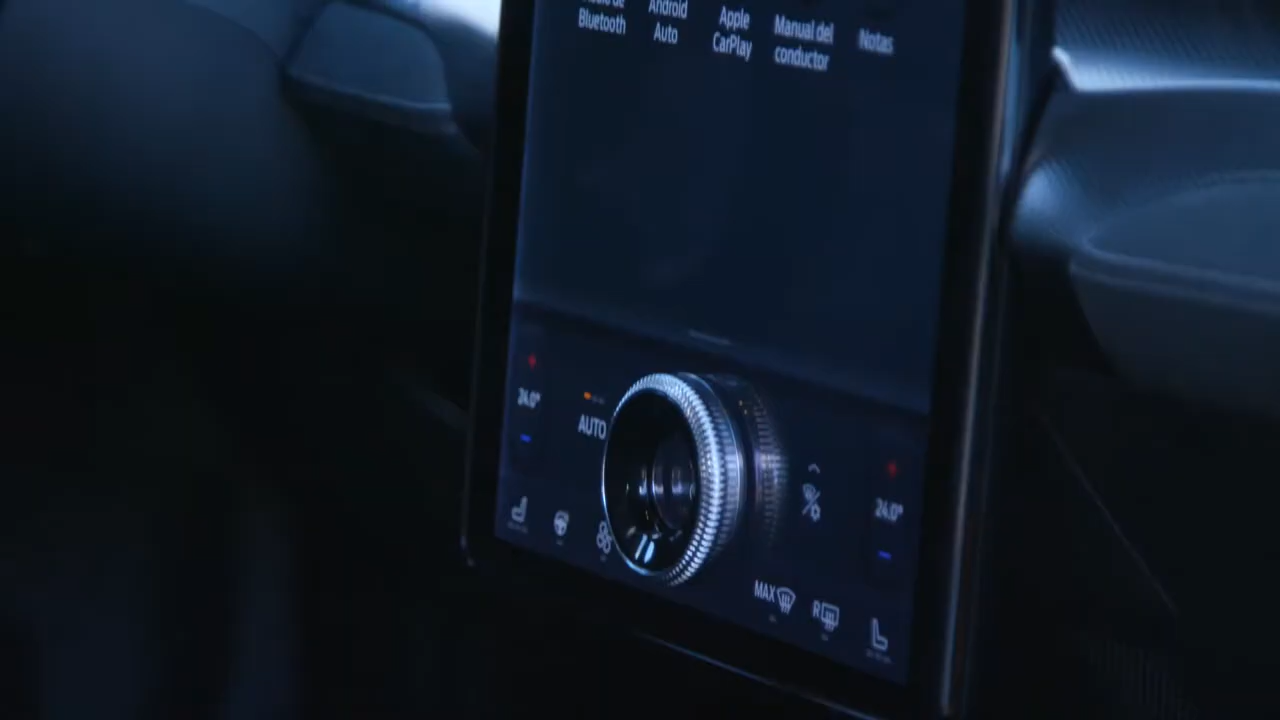 Bluetooth
Android
Auto
Apple
CarPlay
Manual del
conductor
Notas
24.0°
AUTO
24.0°
MAX
R